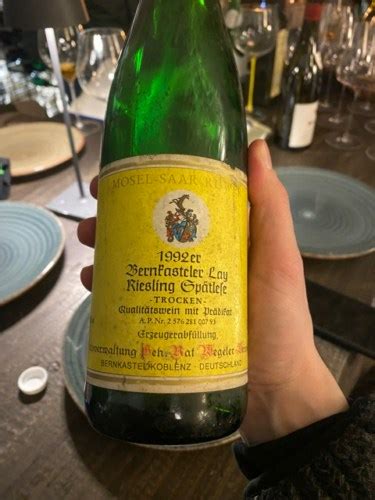 MOSEL-SAAR-RUWER
1992er
Bernkasteler Lay
Riesling Spätlese
-TROCKEN-
Qualitätswein mit Prädikat
A.P. Nr. 2 576 281 007 93
Erzeugerabfüllung
verwaltung Geh. Rat Wegeler
BERNKASTEL/KOBLENZ · DEUTSCHLAND